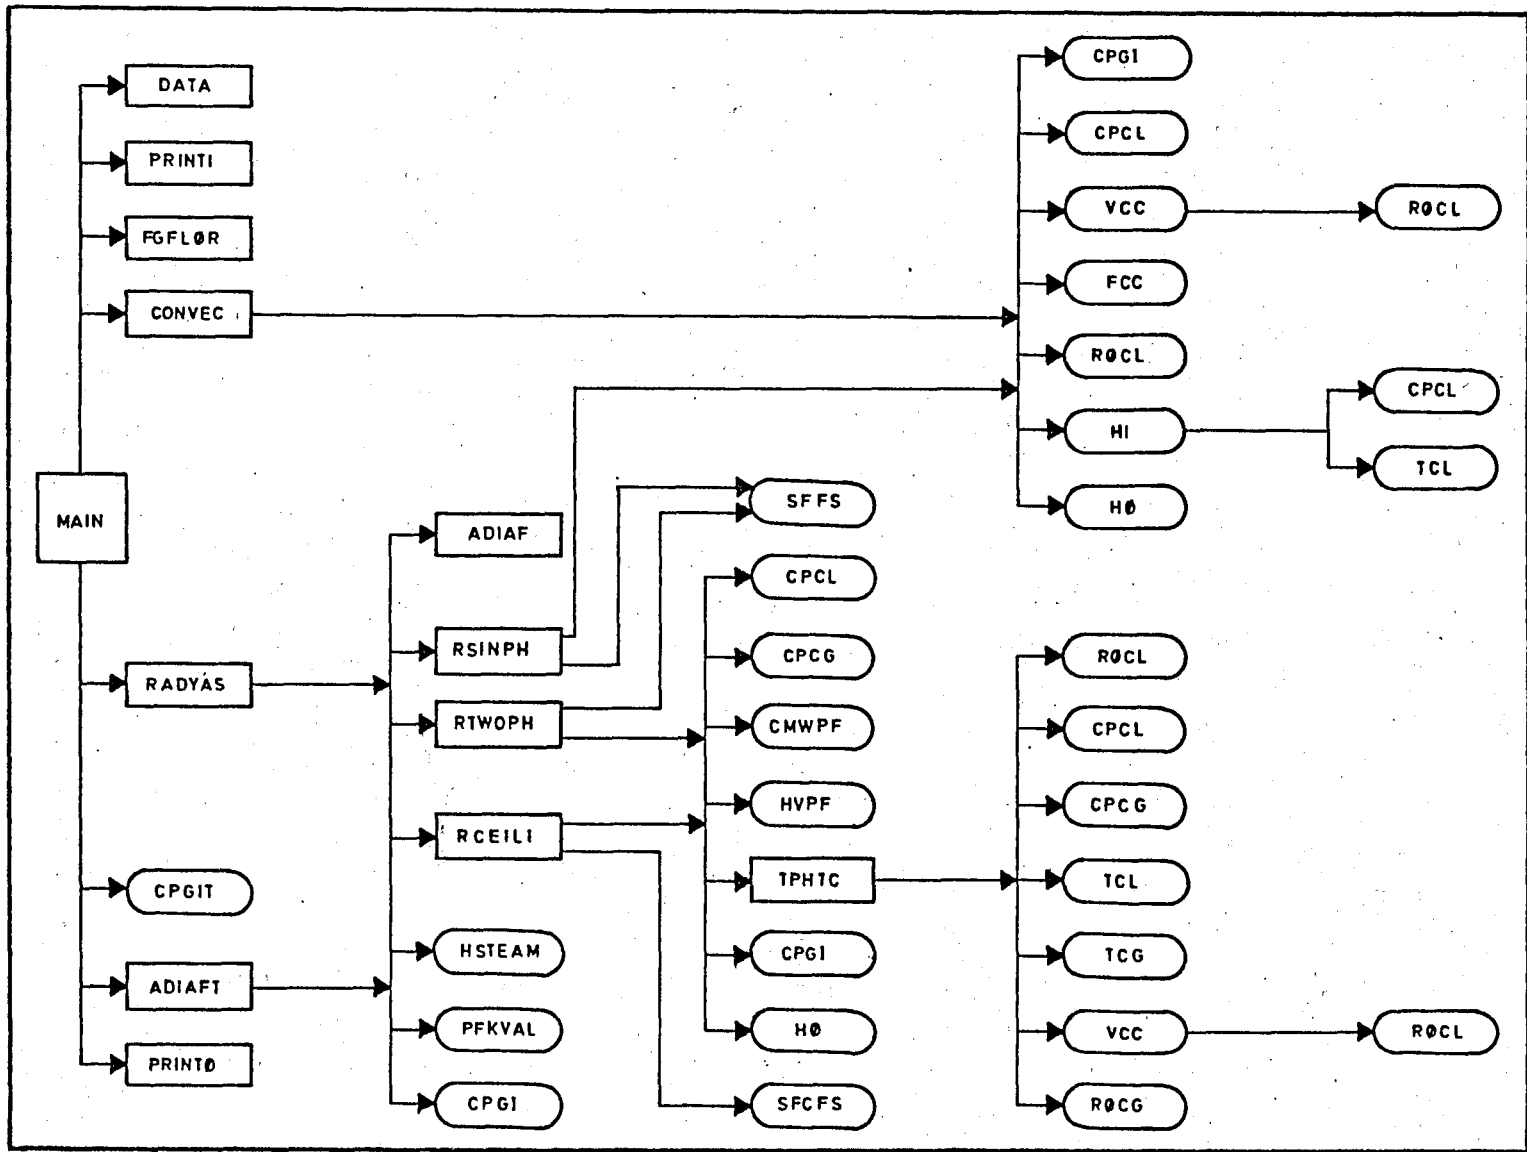 DATA
PRINTI
FGFLØR
CONVEC
MAIN
RADYAS
CPGIT
ADIAFT
PRINTØ
ADIAF
RSINPH
RTWOPH
RCEILI
HSTEAM
PFKVAL
CPGI
SFFS
CPCL
CPCG
CMWPF
HVPF
TPHTC
CPGI
HØ
SFCFS
CPGI
CPCL
VCC
FCC
RØCL
HI
HØ
RØCL
CPCL
CPCG
TCL
TCG
VCC
RØCG
RØCL
CPCL
TCL
RØCL